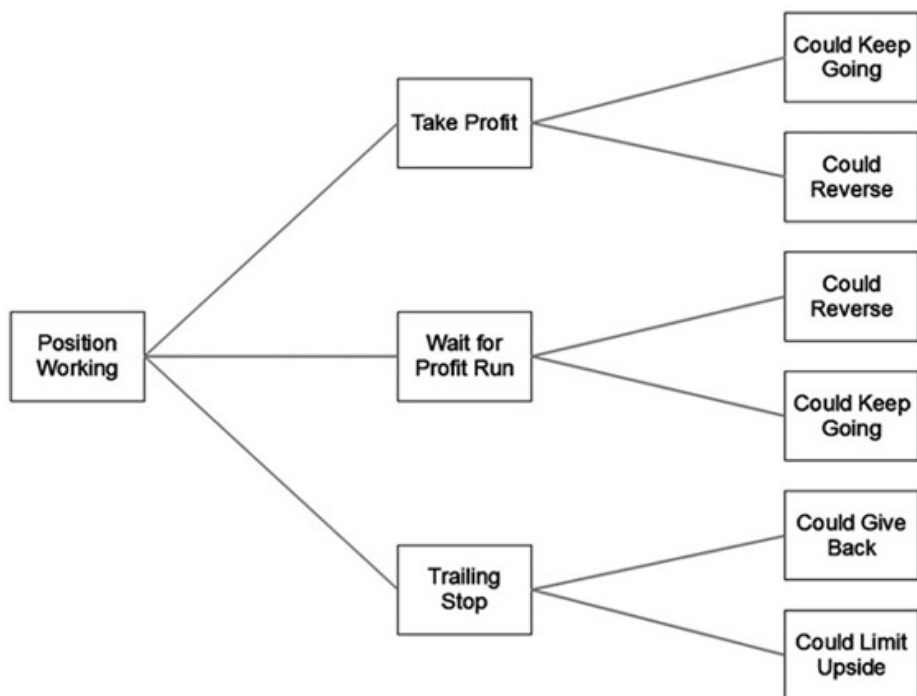 Position
Working
Take Profit
Wait for
Profit Run
Trailing
Stop
Could Keep
Going
Could
Reverse
Could
Reverse
Could Keep
Going
Could Give
Back
Could Limit
Upside